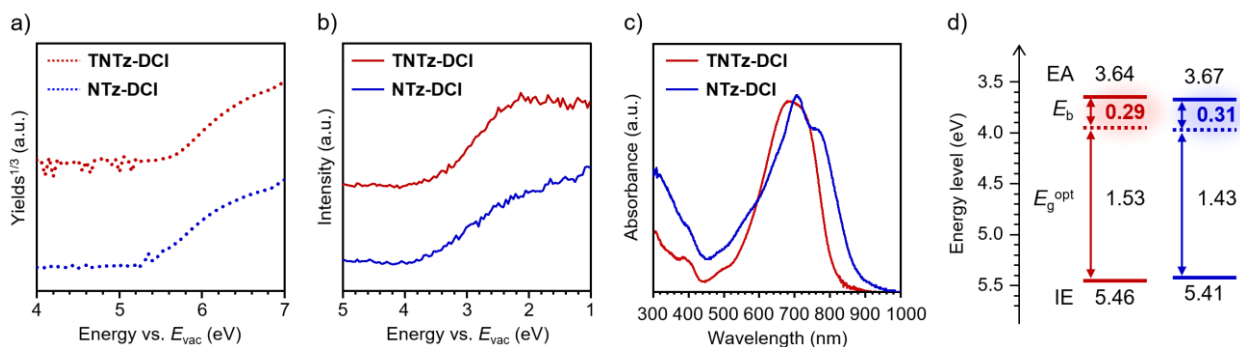 a)
TNTz-DCI
NTz-DCI
Yields1/3 (a.u.)
4 5 6 7
Energy vs. Evac (eV)
b)
TNTz-DCI
NTz-DCI
Intensity (a.u.)
5 4 3 2 1
Energy vs. Evac (eV)
c)
TNTz-DCI
NTz-DCI
Absorbance (a.u.)
300 400 500 600 700 800 900 1000
Wavelength (nm)
d)
Energy level (eV)
3.5
4.0
4.5
5.0
5.5
EA 3.64 3.67
Eb 0.29 0.31
Egopt 1.53 1.43
IE 5.46 5.41